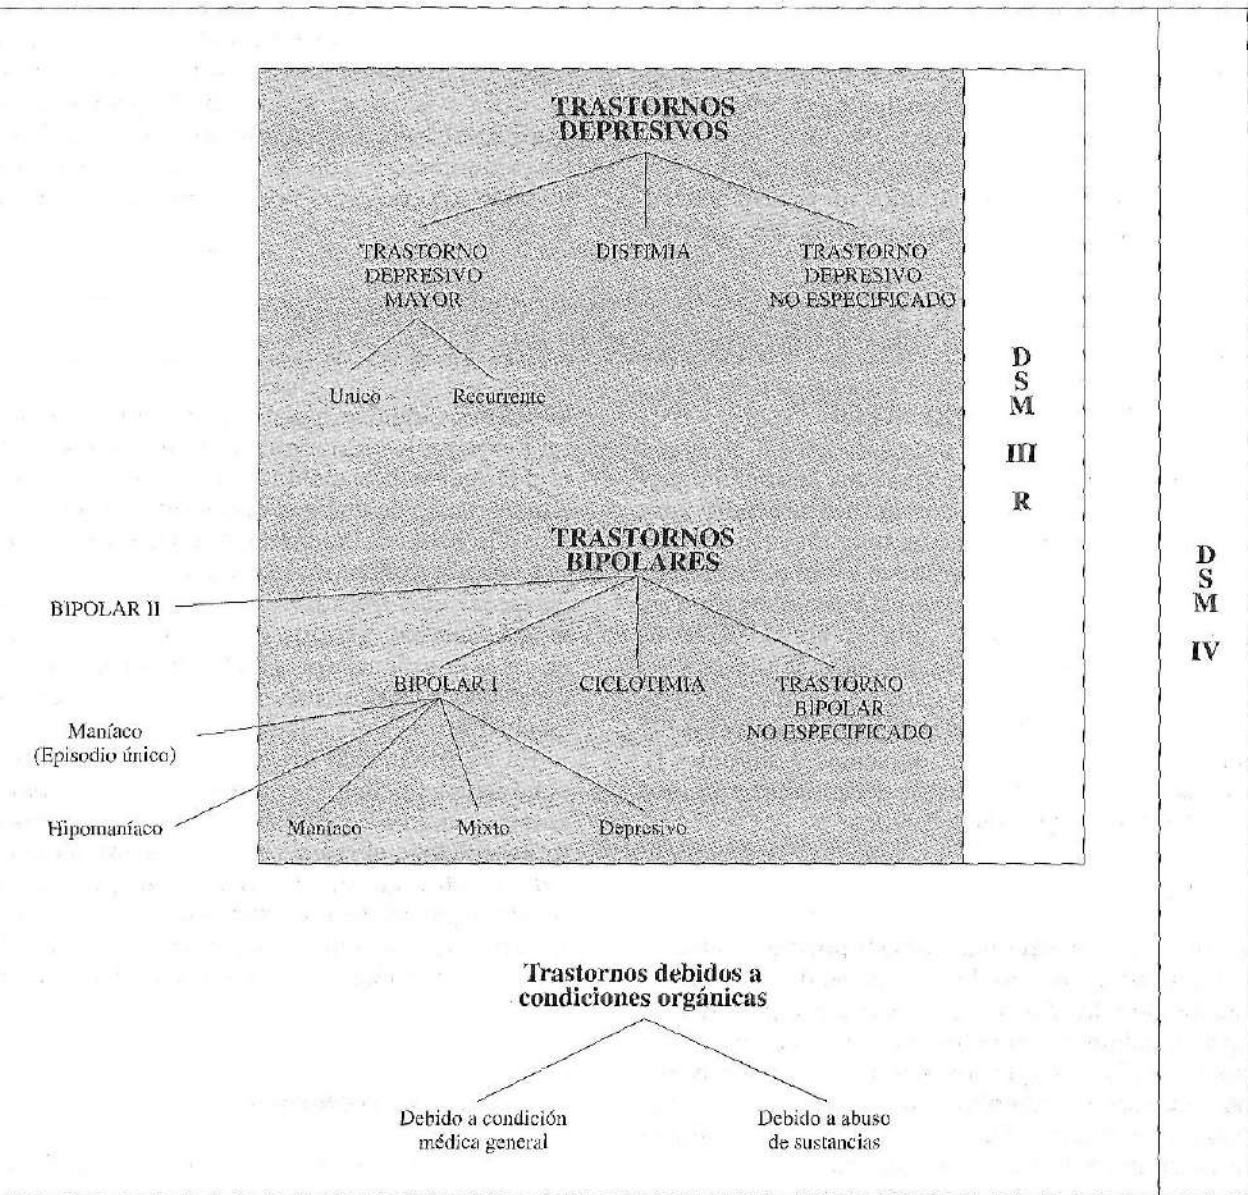 TRASTORNOS
DEPRESIVOS
TRASTORNO
DEPRESIVO
MAYOR
DISTIMIA
TRASTORNO
DEPRESIVO
NO ESPECIFICADO
Unico
Recurrente
D
S
M
III
R
TRASTORNOS
BIPOLARES
BIPOLAR II
BIPOLAR I
CICLOTIMIA
TRASTORNO
BIPOLAR
NO ESPECIFICADO
Maníaco
(Episodio único)
Hipomaníaco
Maníaco
Mixto
Depresivo
D
S
M
IV
Trastornos debidos a
condiciones orgánicas
Debido a condición
médica general
Debido a abuso
de sustancias